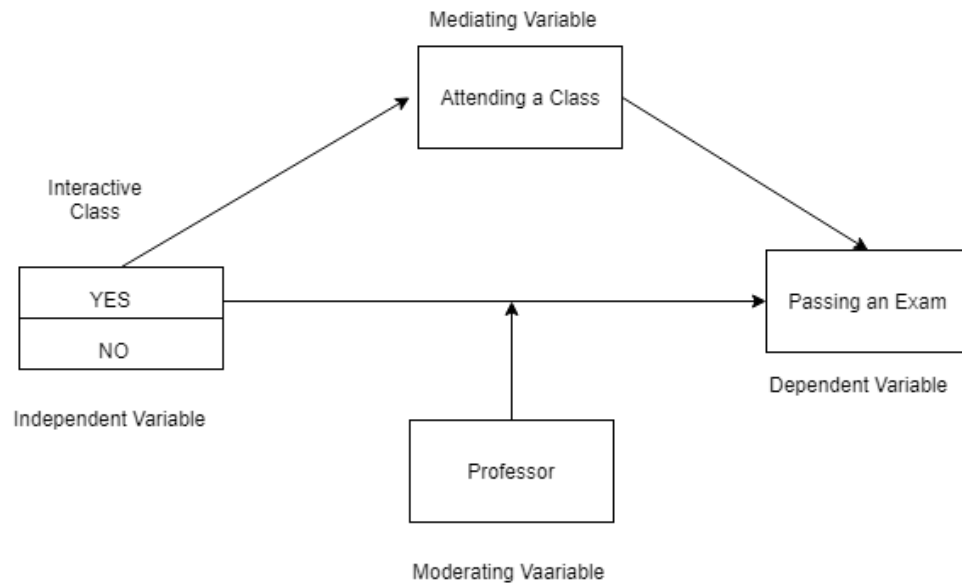 Mediating Variable
Attending a Class
Interactive
Class
YES
Passing an Exam
NO
Dependent Variable
Independent Variable
Professor
Moderating Vaariable